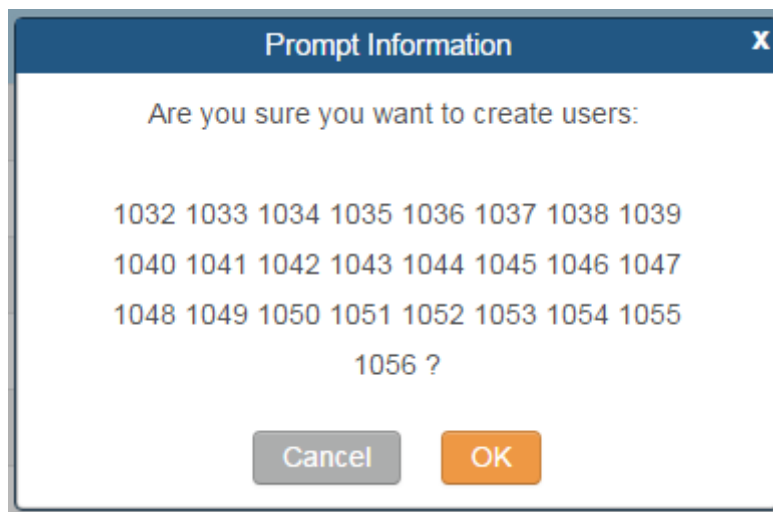 Prompt Information
x
Are you sure you want to create users:
1032 1033 1034 1035 1036 1037 1038 1039
1040 1041 1042 1043 1044 1045 1046 1047
1048 1049 1050 1051 1052 1053 1054 1055
1056 ?
Cancel OK